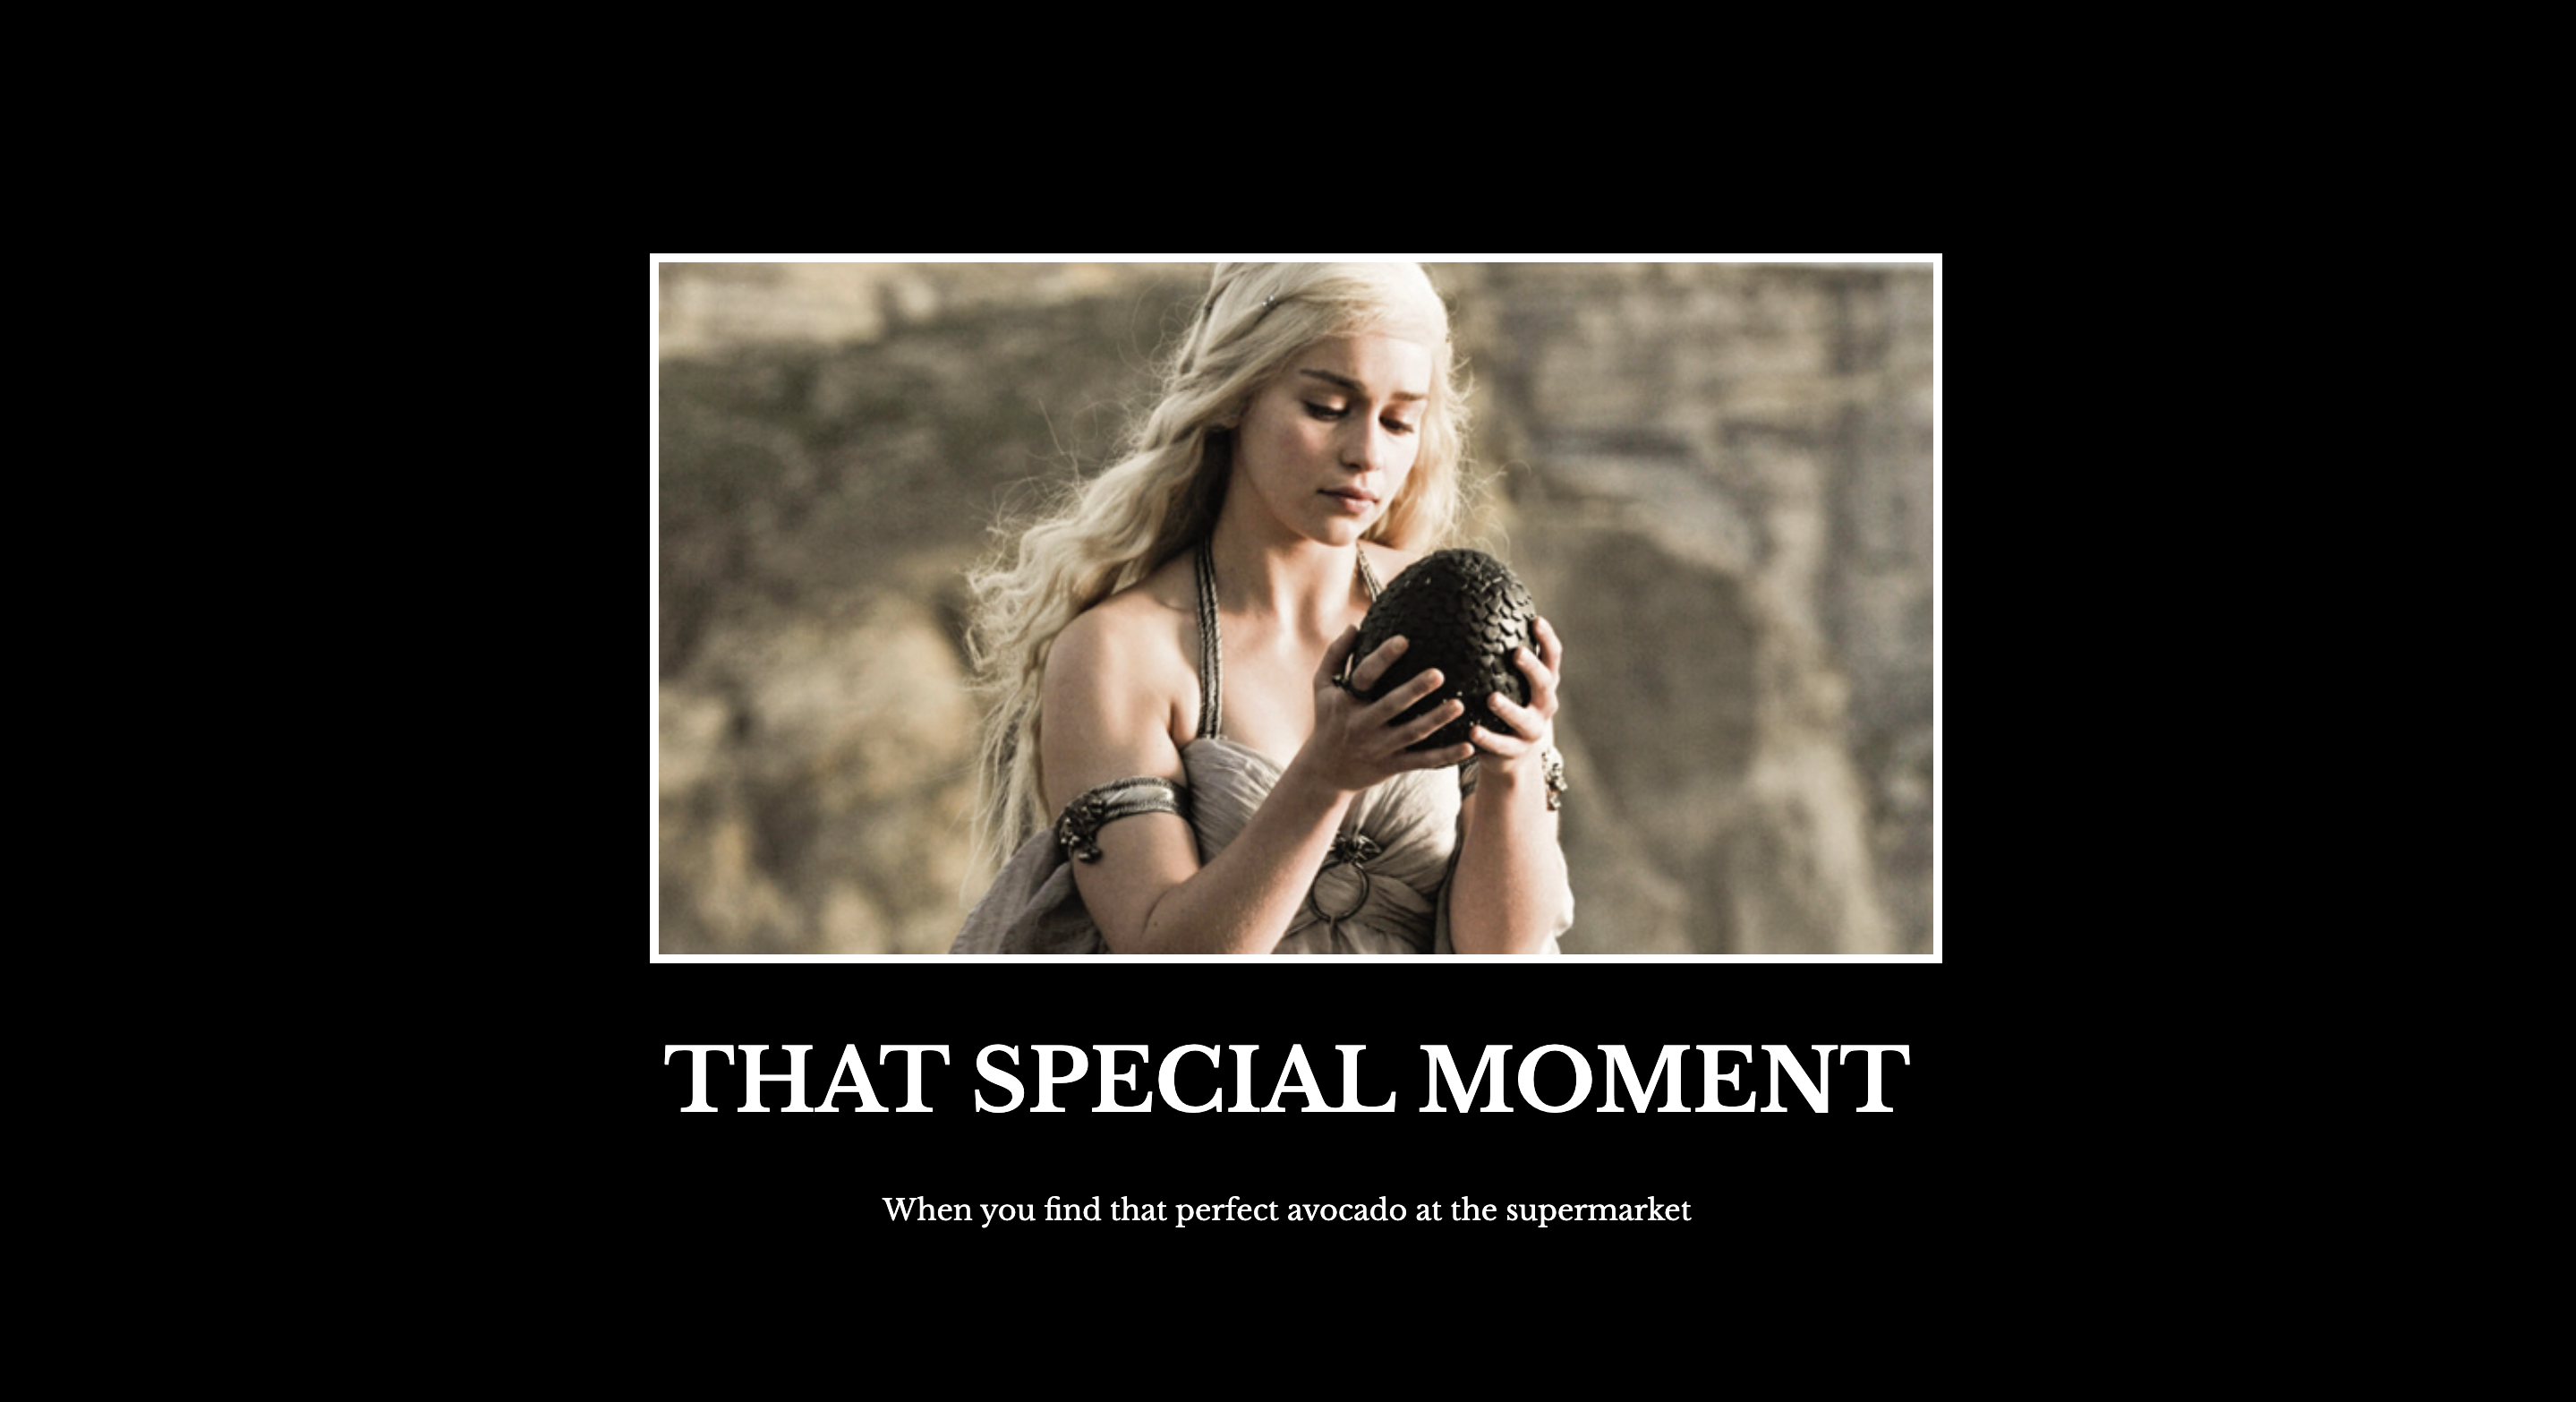 THAT SPECIAL MOMENT
When you find that perfect avocado at the supermarket